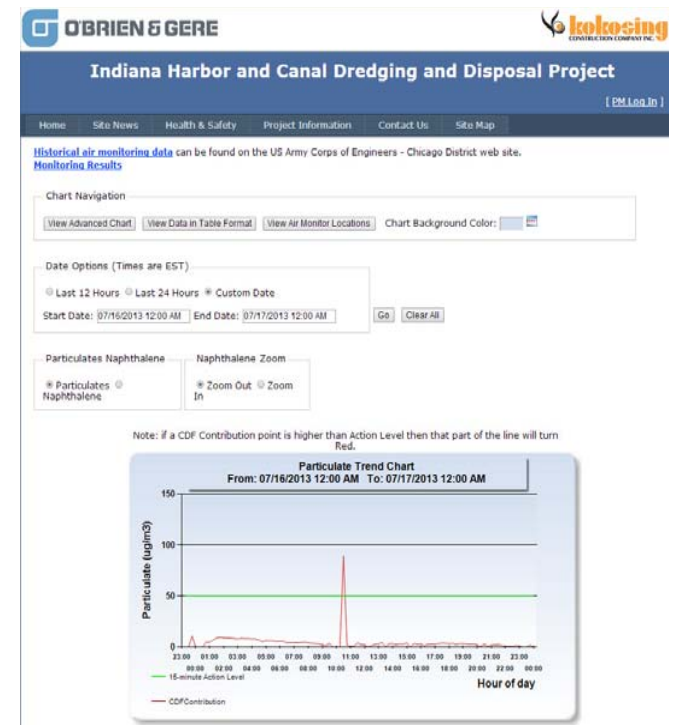 O'BRIEN & GERE
kokosing
CONSTRUCTION COMPANY INC.
Indiana Harbor and Canal Dredging and Disposal Project
[ PM Log In ]
Home Site News Health & Safety Project Information Contact Us Site Map
Historical air monitoring data can be found on the US Army Corps of Engineers - Chicago District web site.
Monitoring Results
Chart Navigation
View Advanced Chart View Data in Table Format View Air Monitor Locations Chart Background Color:
Date Options (Times are EST)
Last 12 Hours Last 24 Hours Custom Date
Start Date: 07/16/2013 12:00 AM End Date: 07/17/2013 12:00 AM Go Clear All
Particulates Naphthalene Naphthalene Zoom
Particulates Zoom Out Zoom
Naphthalene In
Note: if a CDF Contribution point is higher than Action Level then that part of the line will turn
Red.
Particulate Trend Chart
From: 07/16/2013 12:00 AM To: 07/17/2013 12:00 AM
150
100
50
0
Particulate (ug/m3)
23:00 01:00 03:00 05:00 07:00 09:00 11:00 13:00 15:00 17:00 19:00 21:00 23:00
00:00 02:00 04:00 06:00 08:00 10:00 12:00 14:00 16:00 18:00 20:00 22:00 00:00
15-minute Action Level
Hour of day
CDFContribution